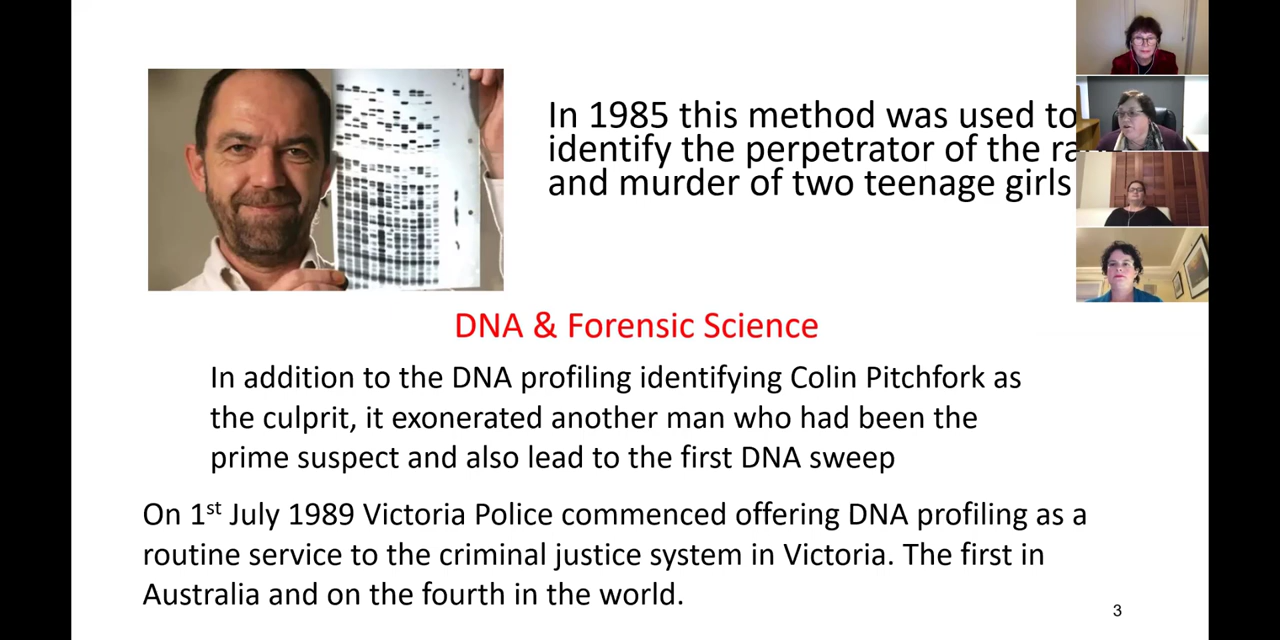 In 1985 this method was used to
identify the perpetrator of the
and murder of two teenage girls
DNA & Forensic Science
In addition to the DNA profiling identifying Colin Pitchfork as
the culprit, it exonerated another man who had been the
prime suspect and also lead to the first DNA sweep
On 1st July 1989 Victoria Police commenced offering DNA profiling as a
routine service to the criminal justice system in Victoria. The first in
Australia and on the fourth in the world.
3